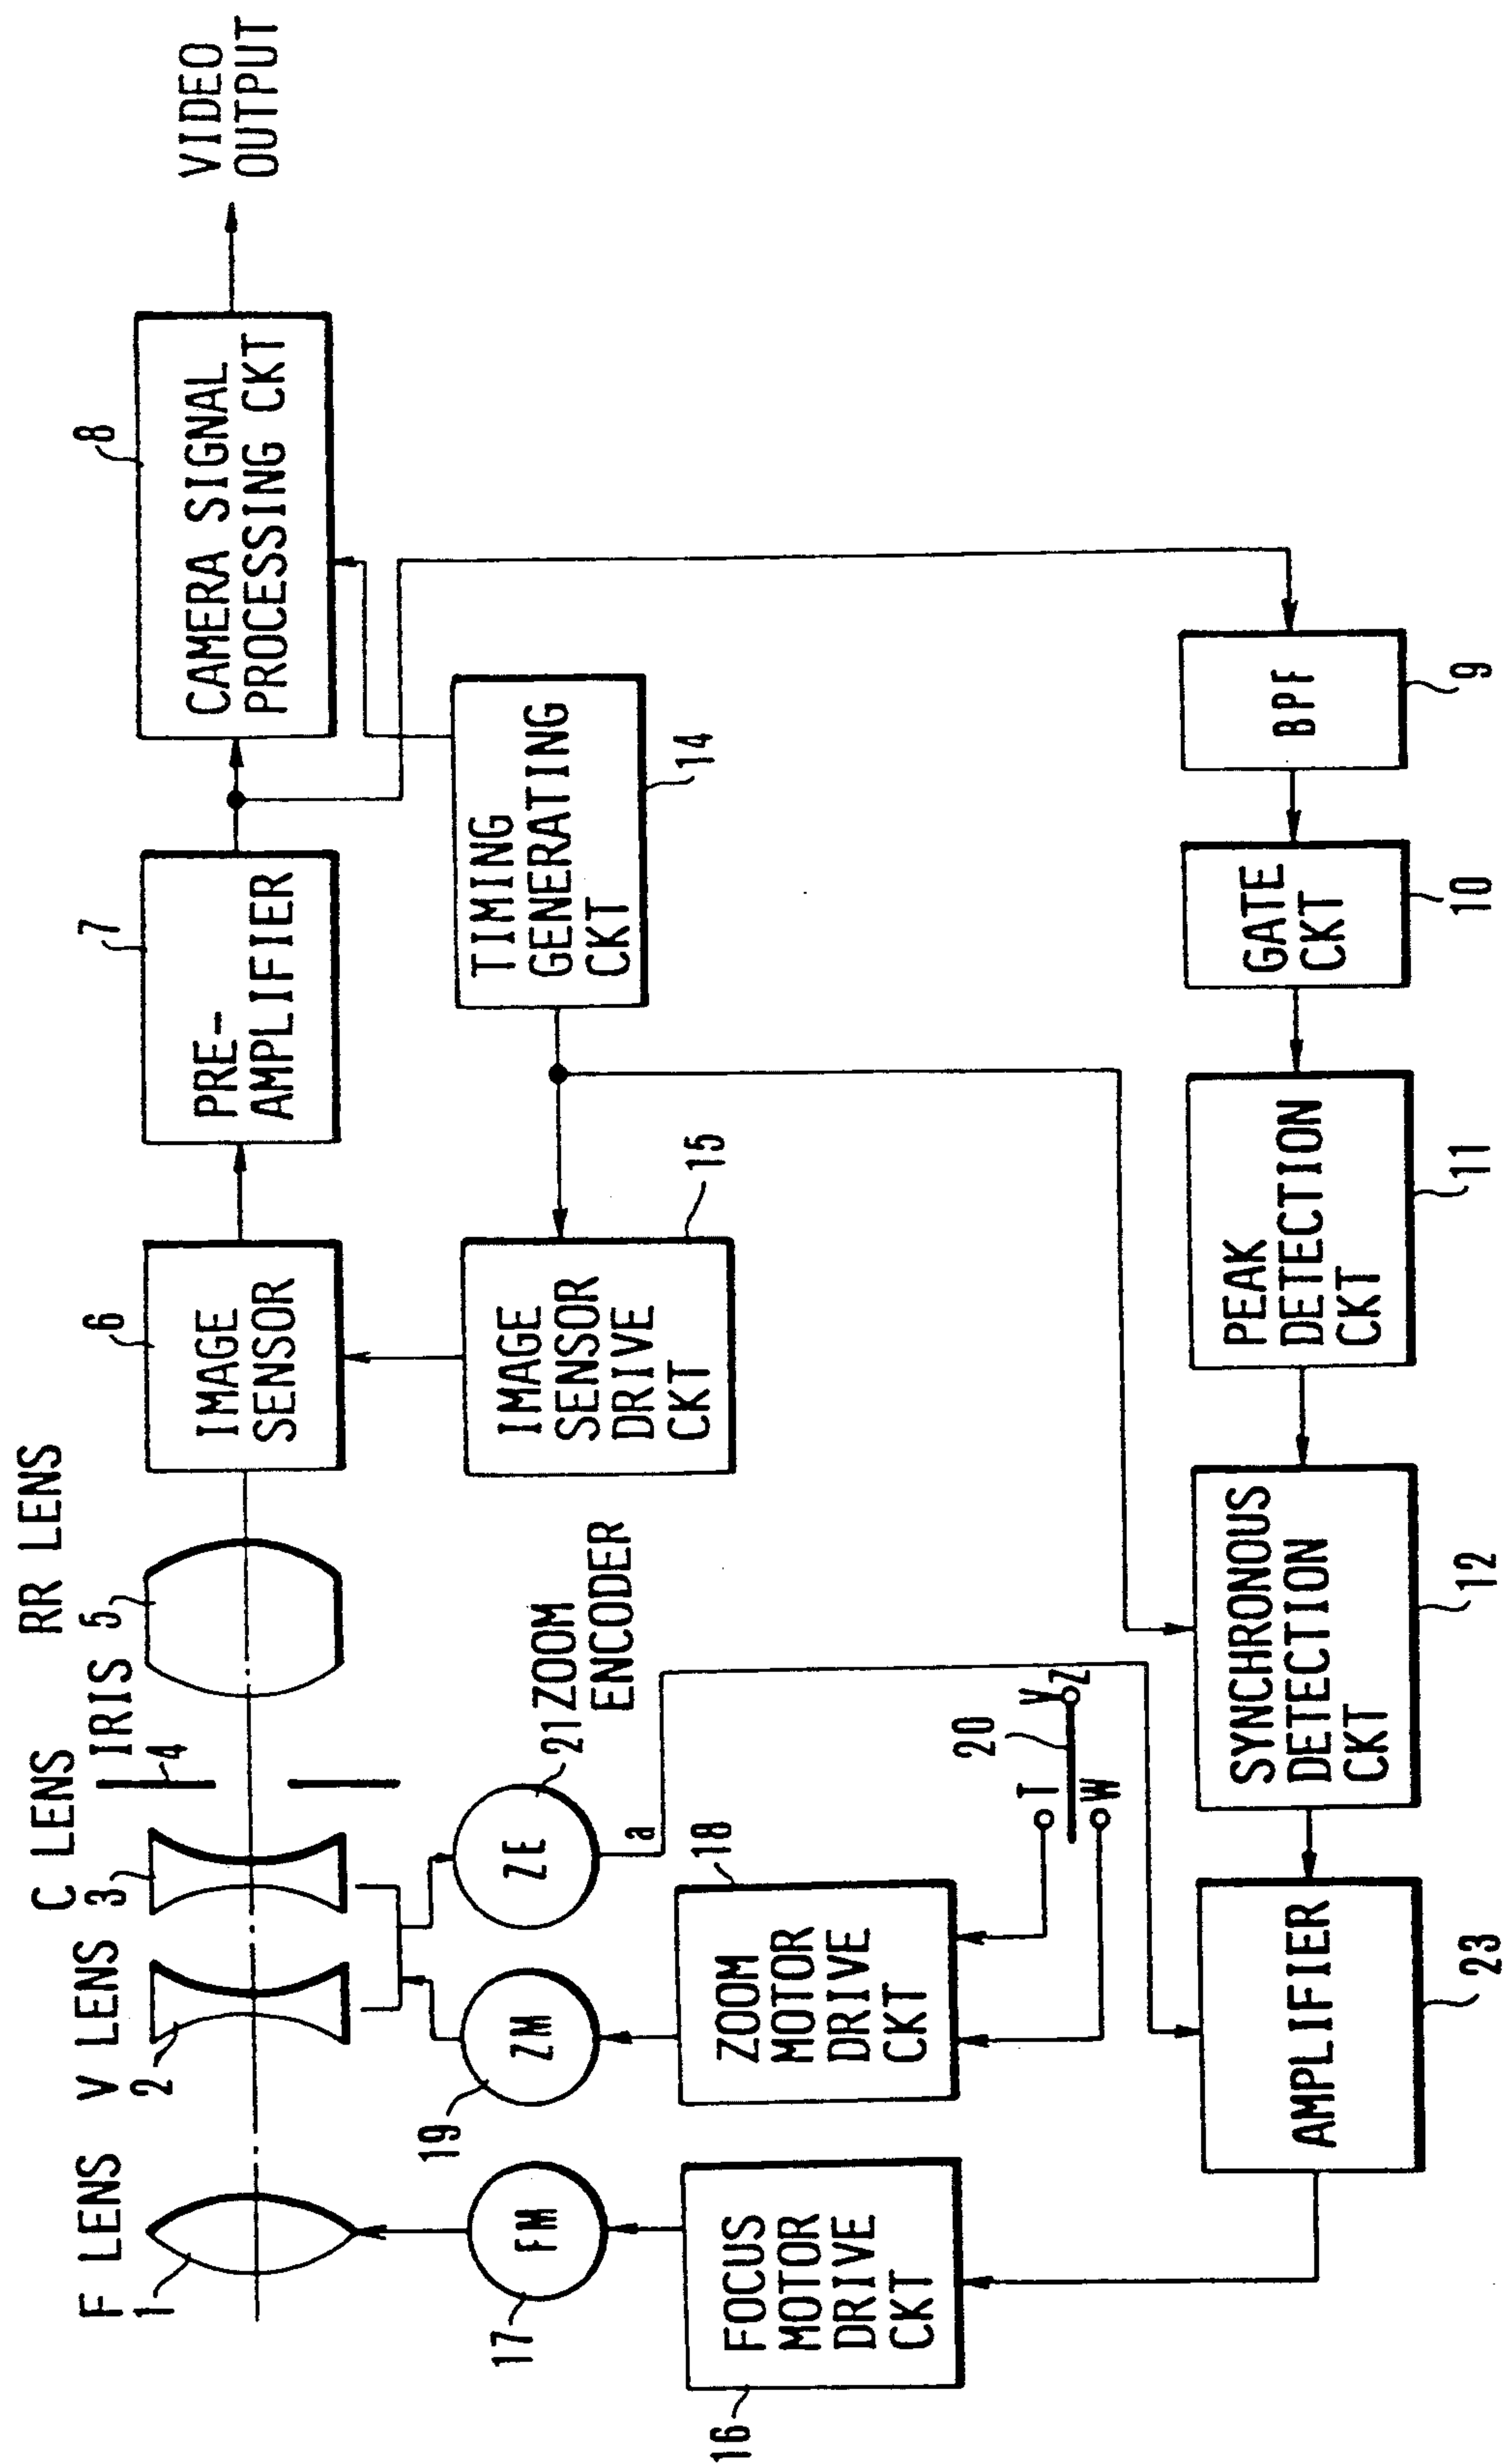 F LENS
1
V LENS
2
C LENS
3
IRIS
4
RR LENS
5
6
IMAGE
SENSOR
7
PRE-
AMPLIFIER
8
CAMERA SIGNAL
PROCESSING CKT
VIDEO
OUTPUT
17
FM
19
ZM
ZE
21 ZOOM
ENCODER
a
IMAGE
SENSOR
DRIVE
CKT
15
TIMING
GENERATING
CKT
14
16
FOCUS
MOTOR
DRIVE
CKT
ZOOM
MOTOR
DRIVE
CKT
18
T
W
20
V
Z
AMPLIFIER
23
SYNCHRONOUS
DETECTION
CKT
12
PEAK
DETECTION
CKT
11
GATE
CKT
10
BPF
9